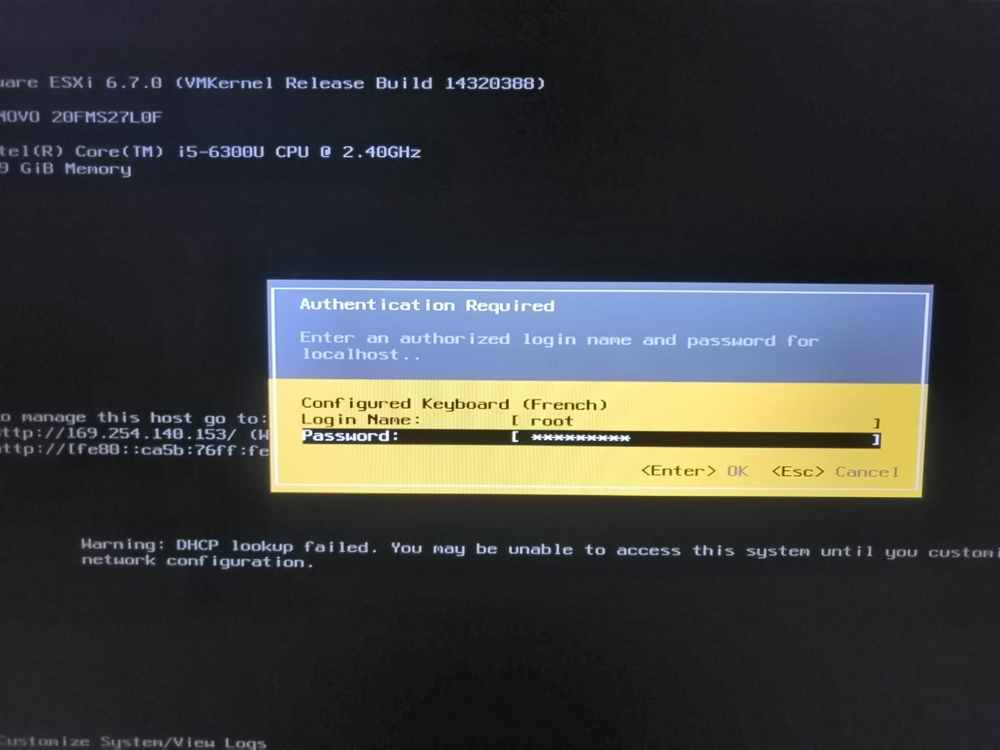 ware ESXi 6.7.0 (VMKernel Release Build 14320388)
NOVO 20FMS27L0F
tel(R) Core(TM) i5-6300U CPU @ 2.40GHz
9 GiB Memory
Authentication Required
Enter an authorized login name and password for
localhost..
Configured Keyboard (French)
Login Name: [ root ]
Password: [ ********* ]
<Enter> OK <Esc> Cancel
o manage this host go to:
ttp://169.254.140.153/ (W
ttp://[fe80::ca5b:76ff:fe
Warning: DHCP lookup failed. You may be unable to access this system until you customi
network configuration.
Customize System/View Logs